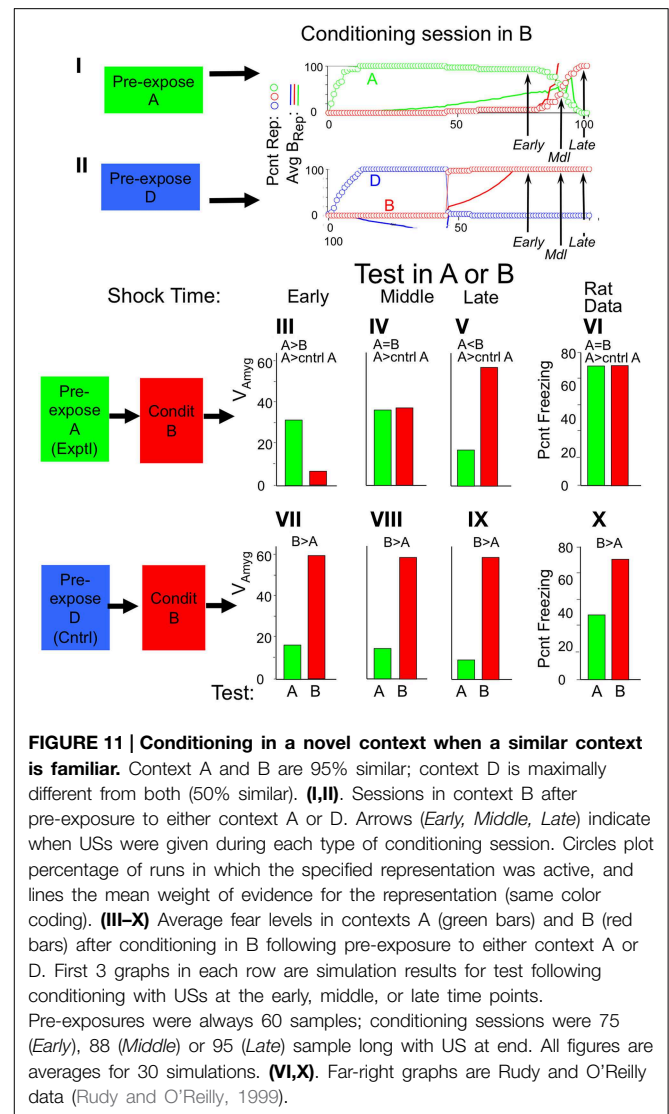 Conditioning session in B
I
Pre-expose
A
Pcnt Rep:
Avg B_Rep:
100
A
0
0
50
100
Early
Mdl
Late
II
Pre-expose
D
100
D
B
0
100
50
0
Early
Mdl
Late
Test in A or B
Shock Time:
Early
Middle
Late
Rat
Data
III
IV
V
VI
A>B
A>cntrl A
A=B
A>cntrl A
A<B
A>cntrl A
A=B
A>cntrl A
Pre-
expose
A
(Exptl)
Condit
B
V_Amyg
60
40
20
0
Pcnt Freezing
80
60
40
20
0
VII
VIII
IX
X
B>A
B>A
B>A
B>A
Pre-
expose
D
(Cntrl)
Condit
B
V_Amyg
60
40
20
0
Pcnt Freezing
80
60
40
20
0
Test:
A B
A B
A B
A B
FIGURE 11 | Conditioning in a novel context when a similar context
is familiar. Context A and B are 95% similar; context D is maximally
different from both (50% similar). (I,II). Sessions in context B after
pre-exposure to either context A or D. Arrows (Early, Middle, Late) indicate
when USs were given during each type of conditioning session. Circles plot
percentage of runs in which the specified representation was active, and
lines the mean weight of evidence for the representation (same color
coding). (III–X) Average fear levels in contexts A (green bars) and B (red
bars) after conditioning in B following pre-exposure to either context A or
D. First 3 graphs in each row are simulation results for test following
conditioning with USs at the early, middle, or late time points.
Pre-exposures were always 60 samples; conditioning sessions were 75
(Early), 88 (Middle) or 95 (Late) sample long with US at end. All figures are
averages for 30 simulations. (VI,X). Far-right graphs are Rudy and O'Reilly
data (Rudy and O'Reilly, 1999).